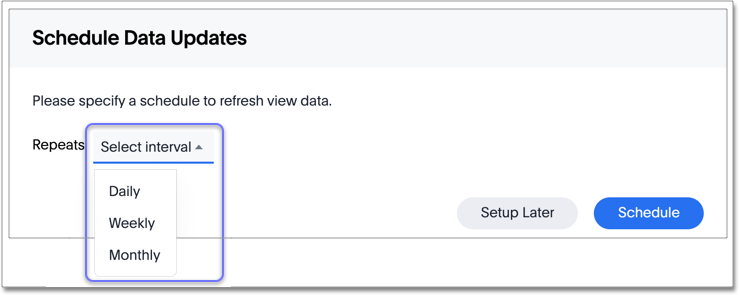 Schedule Data Updates
Please specify a schedule to refresh view data.
Repeats Select interval
Daily
Weekly
Monthly
Setup Later Schedule